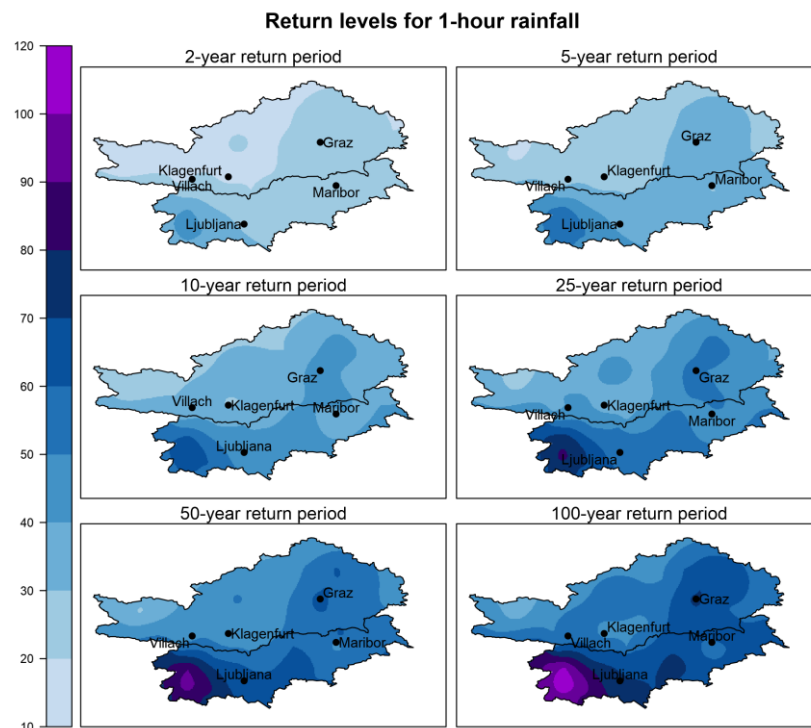 Return levels for 1-hour rainfall
120
100
90
80
70
60
50
40
30
20
10
2-year return period
Graz
Klagenfurt
Villach
Maribor
Ljubljana
5-year return period
Graz
Klagenfurt
Villach
Maribor
Ljubljana
10-year return period
Graz
Villach
Klagenfurt
Maribor
Ljubljana
25-year return period
Graz
Klagenfurt
Villach
Maribor
Ljubljana
50-year return period
Graz
Klagenfurt
Villach
Maribor
Ljubljana
100-year return period
Graz
Klagenfurt
Villach
Maribor
Ljubljana